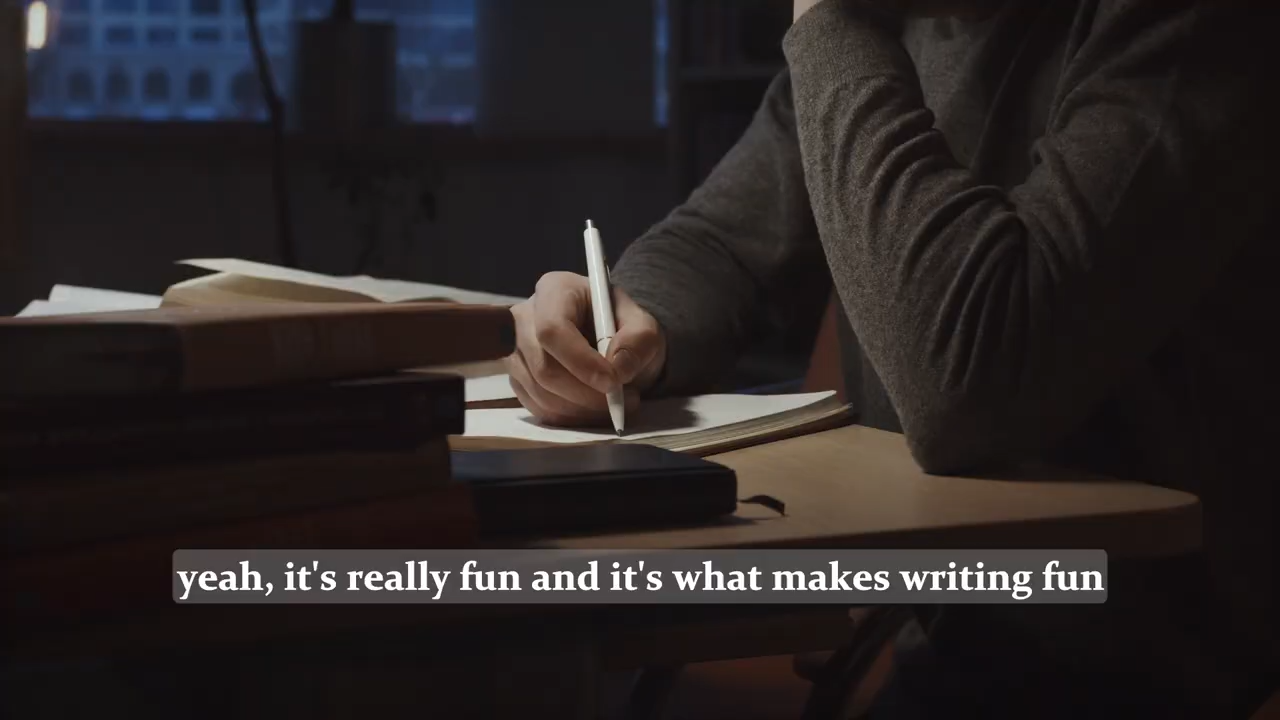 yeah, it's really fun and it's what makes writing fun